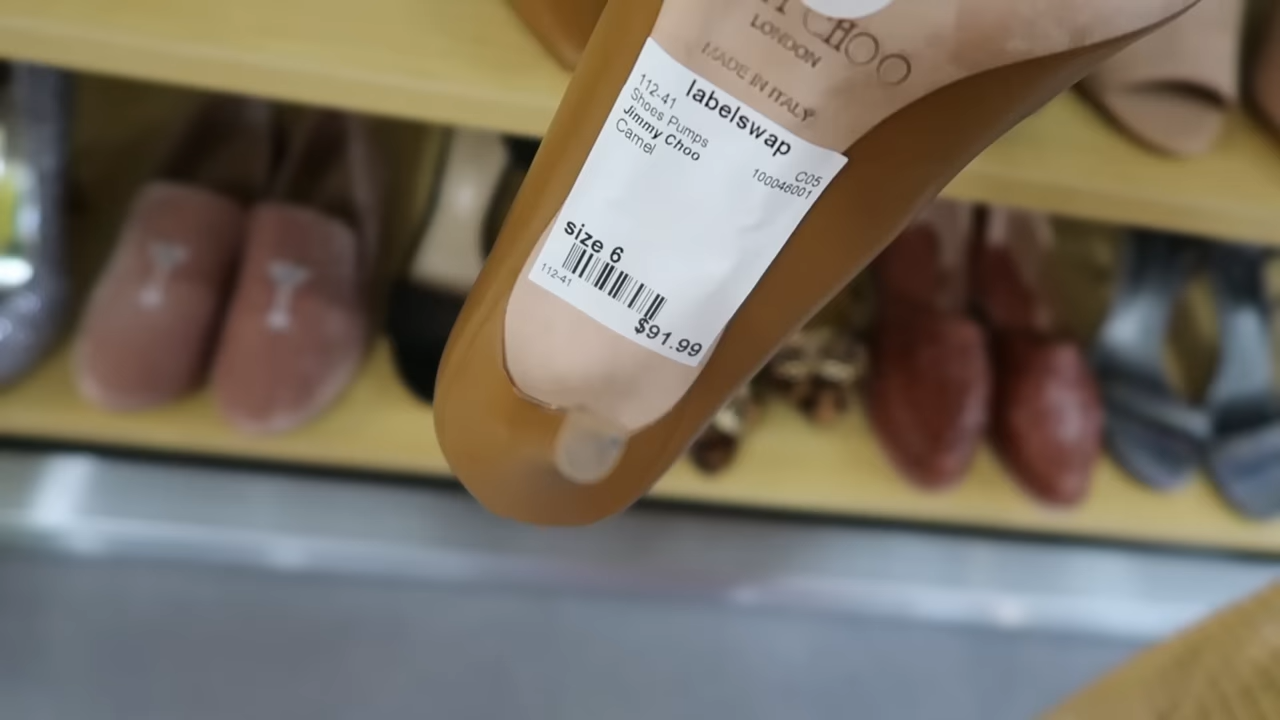 CHOO
LONDON
MADE IN ITALY
labelswap
112-41
Shoes Pumps
Jimmy Choo
Camel
C05
100046001
size 6
112-41
$91.99